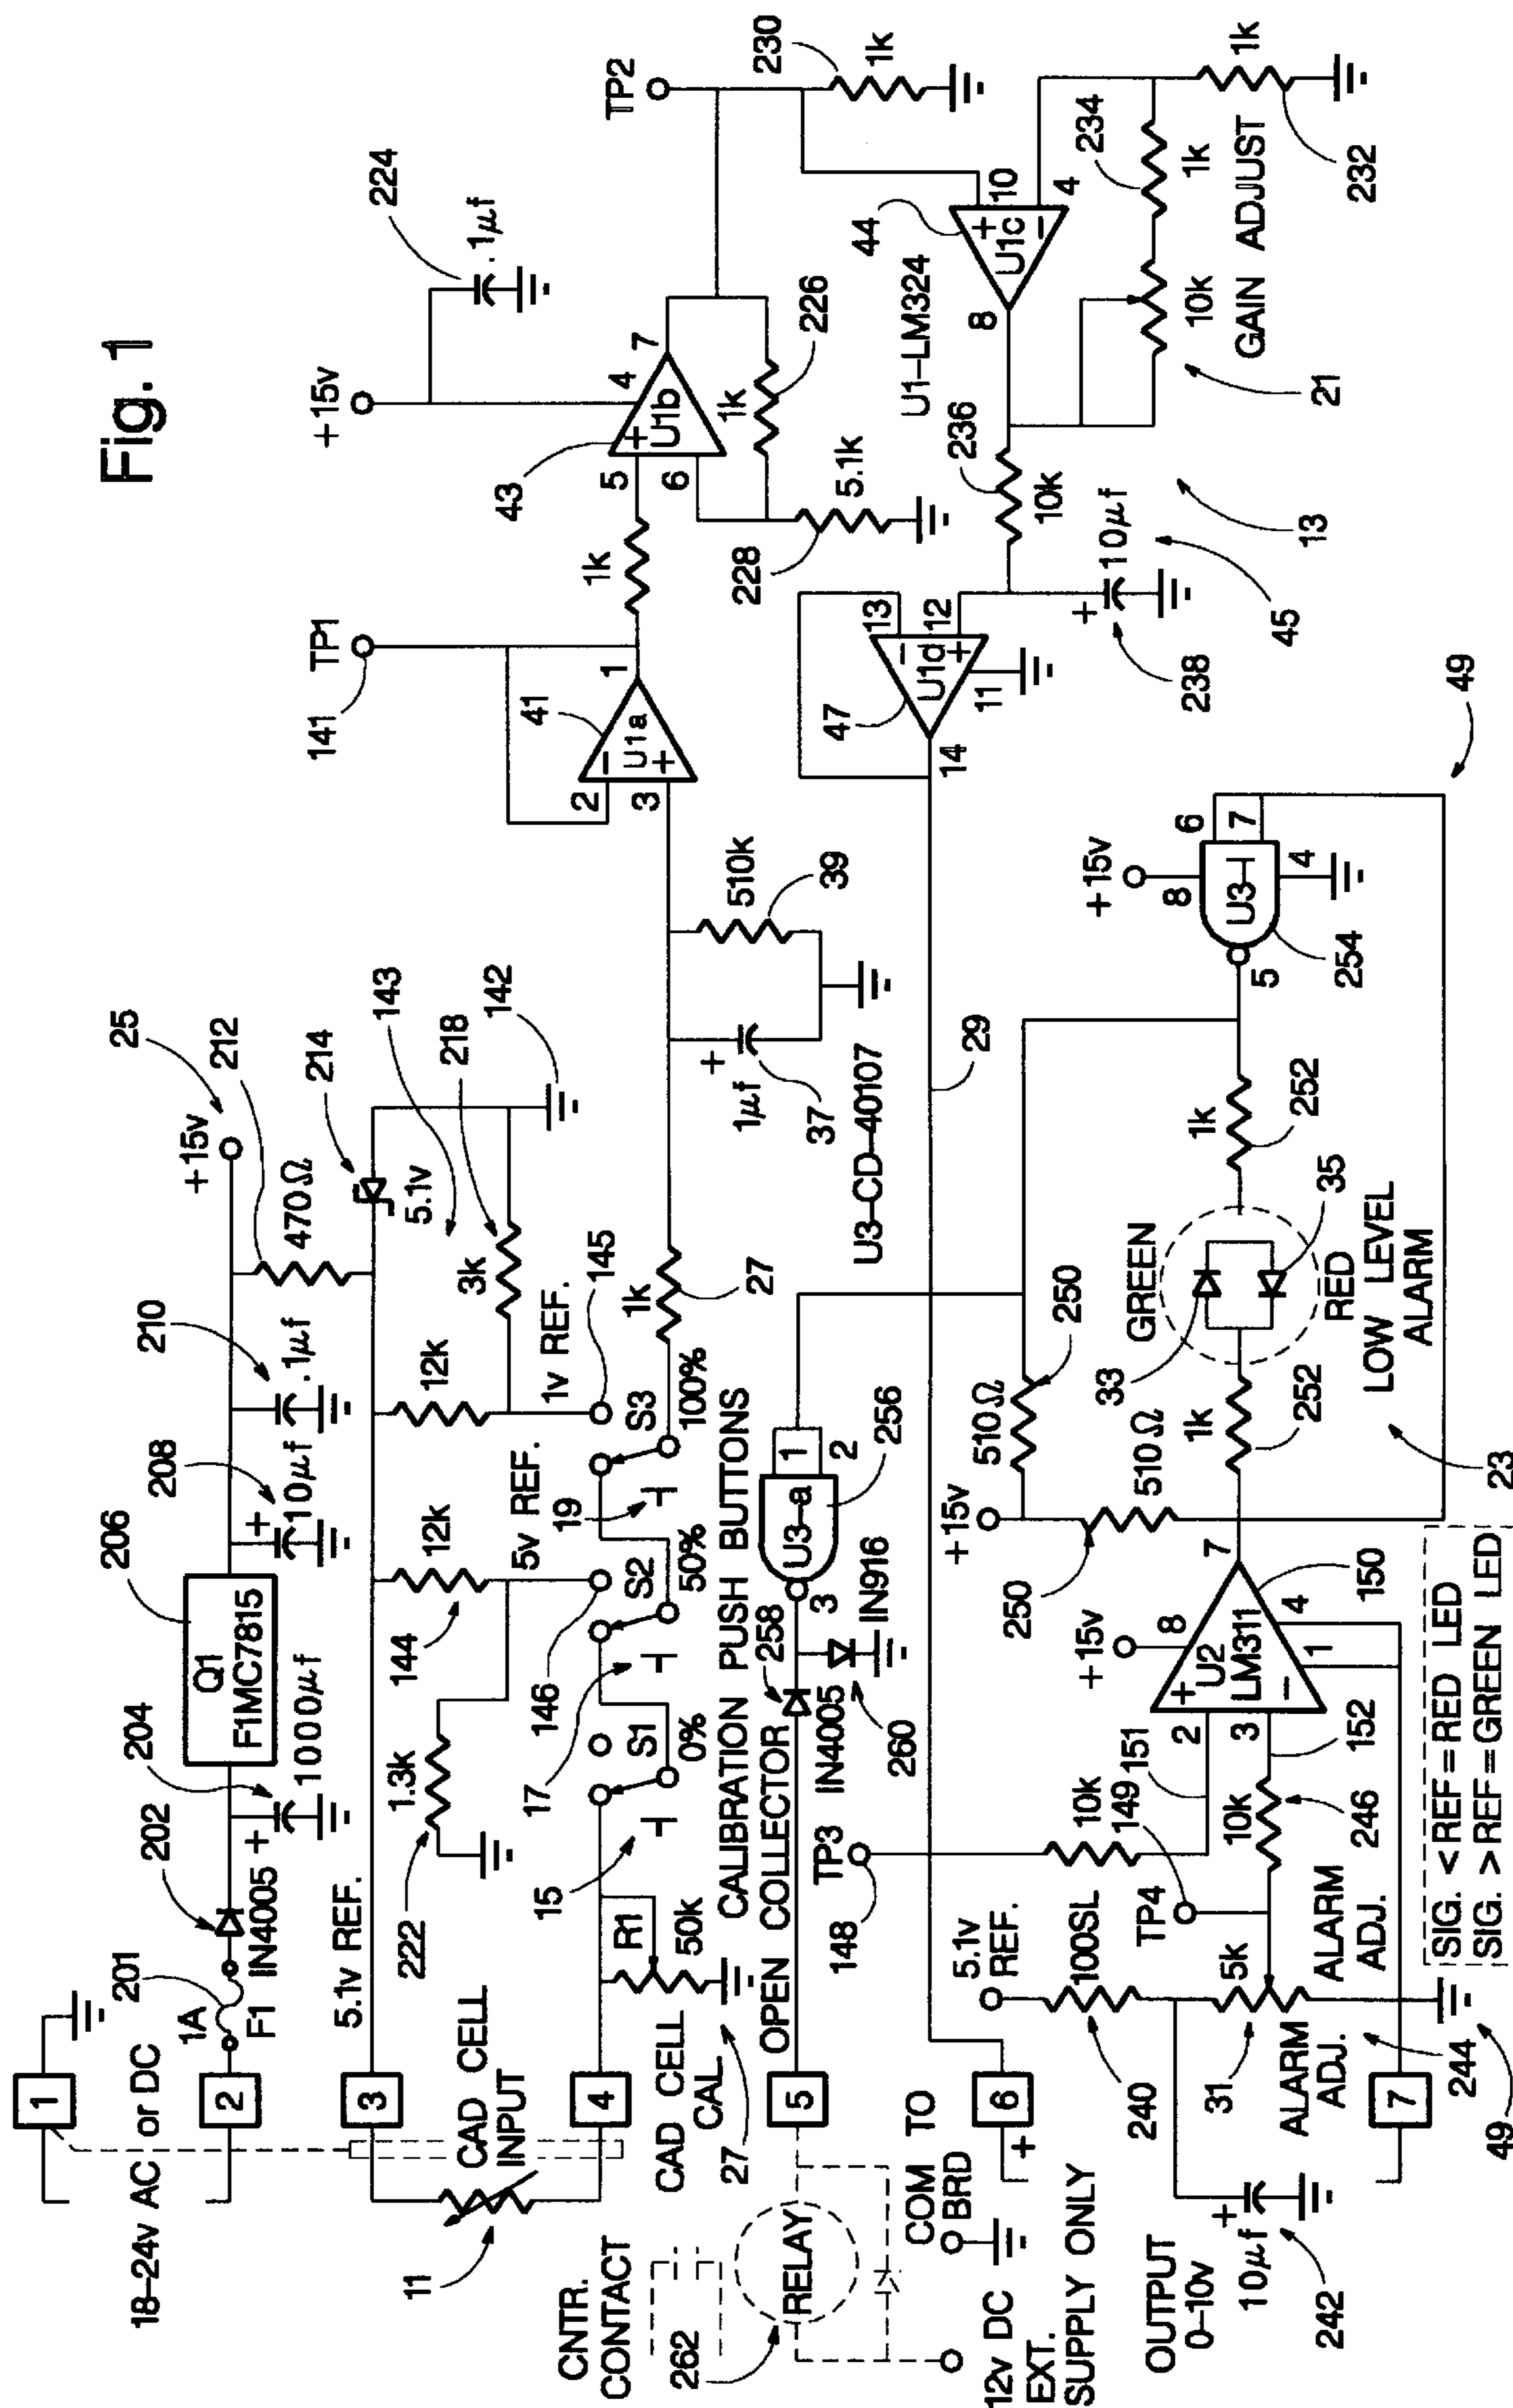 Fig. 1
1
18–24v AC or DC
2
1A
F1
201
IN4005
202
+
204
1000µf
Q1
F1MC7815
206
+
208
10µf
210
.1µf
+15v
25
212
470Ω
214
5.1v
3
5.1v REF.
CAD CELL
INPUT
11
4
222
1.3k
144
12k
12k
5v REF.
1v REF.
3k
143
218
142
145
146
R1
50k
CAD CELL
CAL
27
15
S1
0%
17
S2
50%
19
S3
100%
1k
27
CALIBRATION PUSH BUTTONS
+
1µf
37
510k
39
2
3
−
+
U1a
41
1
TP1
141
1k
5
6
+
U1b
43
4
7
+15v
224
.1µf
1k
226
5.1k
228
TP2
230
1k
10
4
+
−
U1c
44
8
U1–LM324
1k
234
10k
GAIN ADJUST
1k
232
21
236
10k
13
+
10µf
45
238
13
12
−
+
U1d
47
11
14
29
U3–CD–40107
CNTR.
CONTACT
262
RELAY
12v DC
EXT.
SUPPLY ONLY
COM TO
BRD
5
OPEN COLLECTOR
258
IN4005
IN916
260
3
U3–a
1
2
256
6
+
OUTPUT
0–10v
+
10µf
242
7
TP3
148
5.1v
REF.
100SL
240
31
5k
ALARM
ADJ.
ALARM
ADJ.
244
49
TP4
149
10k
151
10k
246
152
2
3
+
−
U2
LM311
8
+15v
1
4
7
150
+15v
250
510Ω
510Ω
250
1k
252
GREEN
33
35
RED
LOW LEVEL
ALARM
23
1k
252
5
U3–I
254
8
4
+15v
6
7
49
SIG. <REF=RED LED
SIG. >REF=GREEN LED